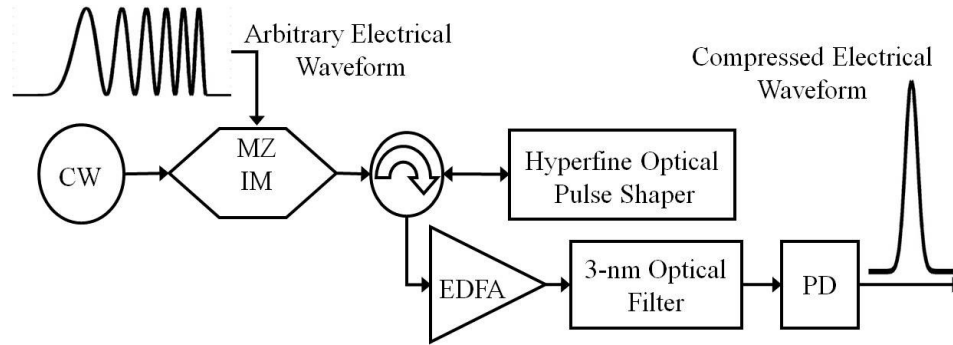 Arbitrary Electrical
Waveform
Compressed Electrical
Waveform
CW
MZ
IM
Hyperfine Optical
Pulse Shaper
EDFA
3-nm Optical
Filter
PD